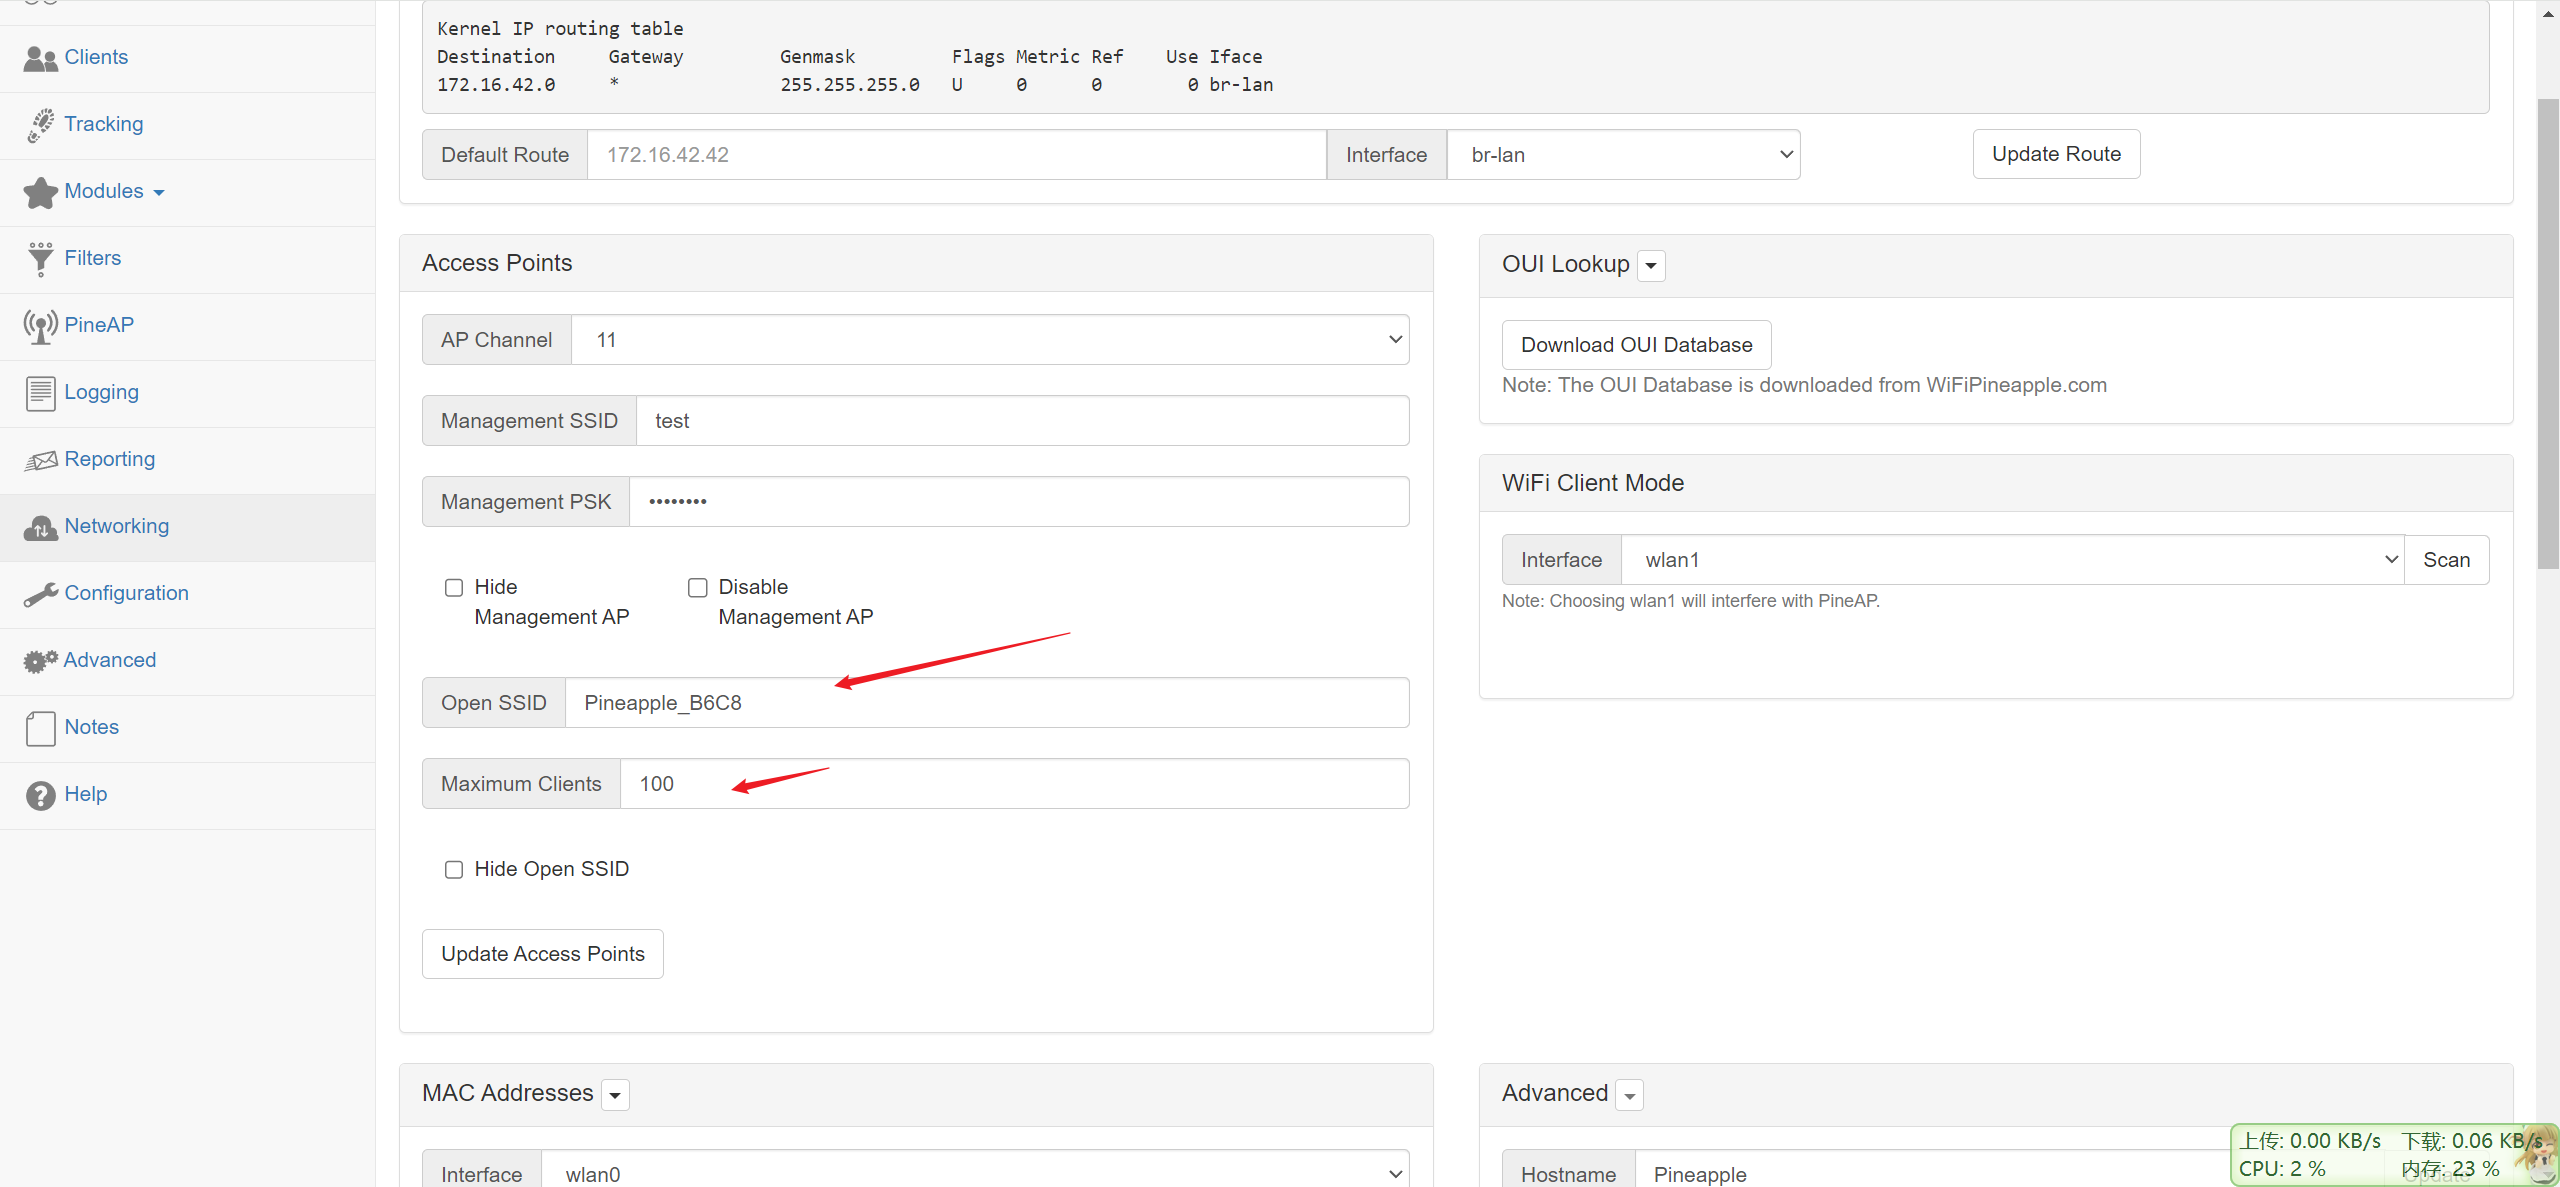 Clients
Tracking
Modules
Filters
PineAP
Logging
Reporting
Networking
Configuration
Advanced
Notes
Help
Kernel IP routing table
Destination Gateway Genmask Flags Metric Ref Use Iface
172.16.42.0 * 255.255.255.0 U 0 0 0 br-lan
Default Route 172.16.42.42 Interface br-lan Update Route
Access Points
AP Channel 11
Management SSID test
Management PSK ••••••••
Hide Management AP
Disable Management AP
Open SSID Pineapple_B6C8
Maximum Clients 100
Hide Open SSID
Update Access Points
OUI Lookup
Download OUI Database
Note: The OUI Database is downloaded from WiFiPineapple.com
WiFi Client Mode
Interface wlan1 Scan
Note: Choosing wlan1 will interfere with PineAP.
MAC Addresses
Interface wlan0
Advanced
Hostname Pineapple Update
上传: 0.00 KB/s 下载: 0.06 KB/s
CPU: 2 % 内存: 23 %